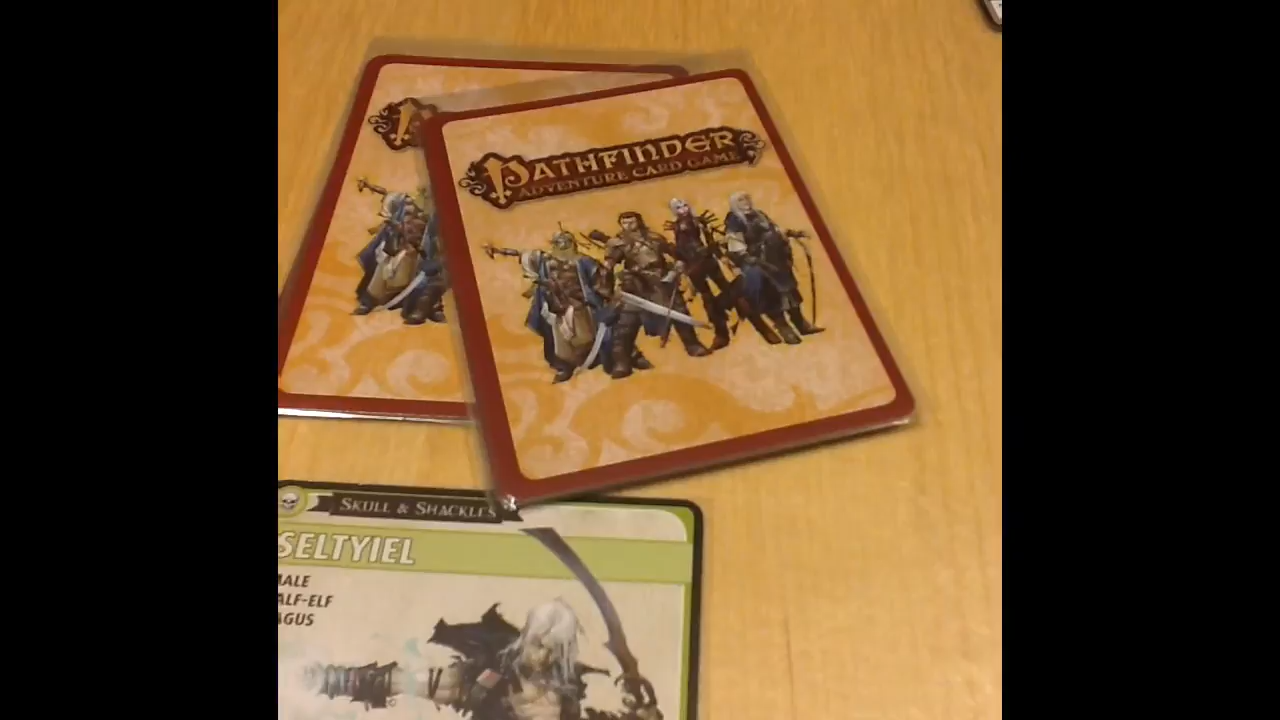 PATHFINDER
ADVENTURE CARD GAME
SKULL & SHACKLES
SELTYIEL
ALE
ALF-ELF
AGUS